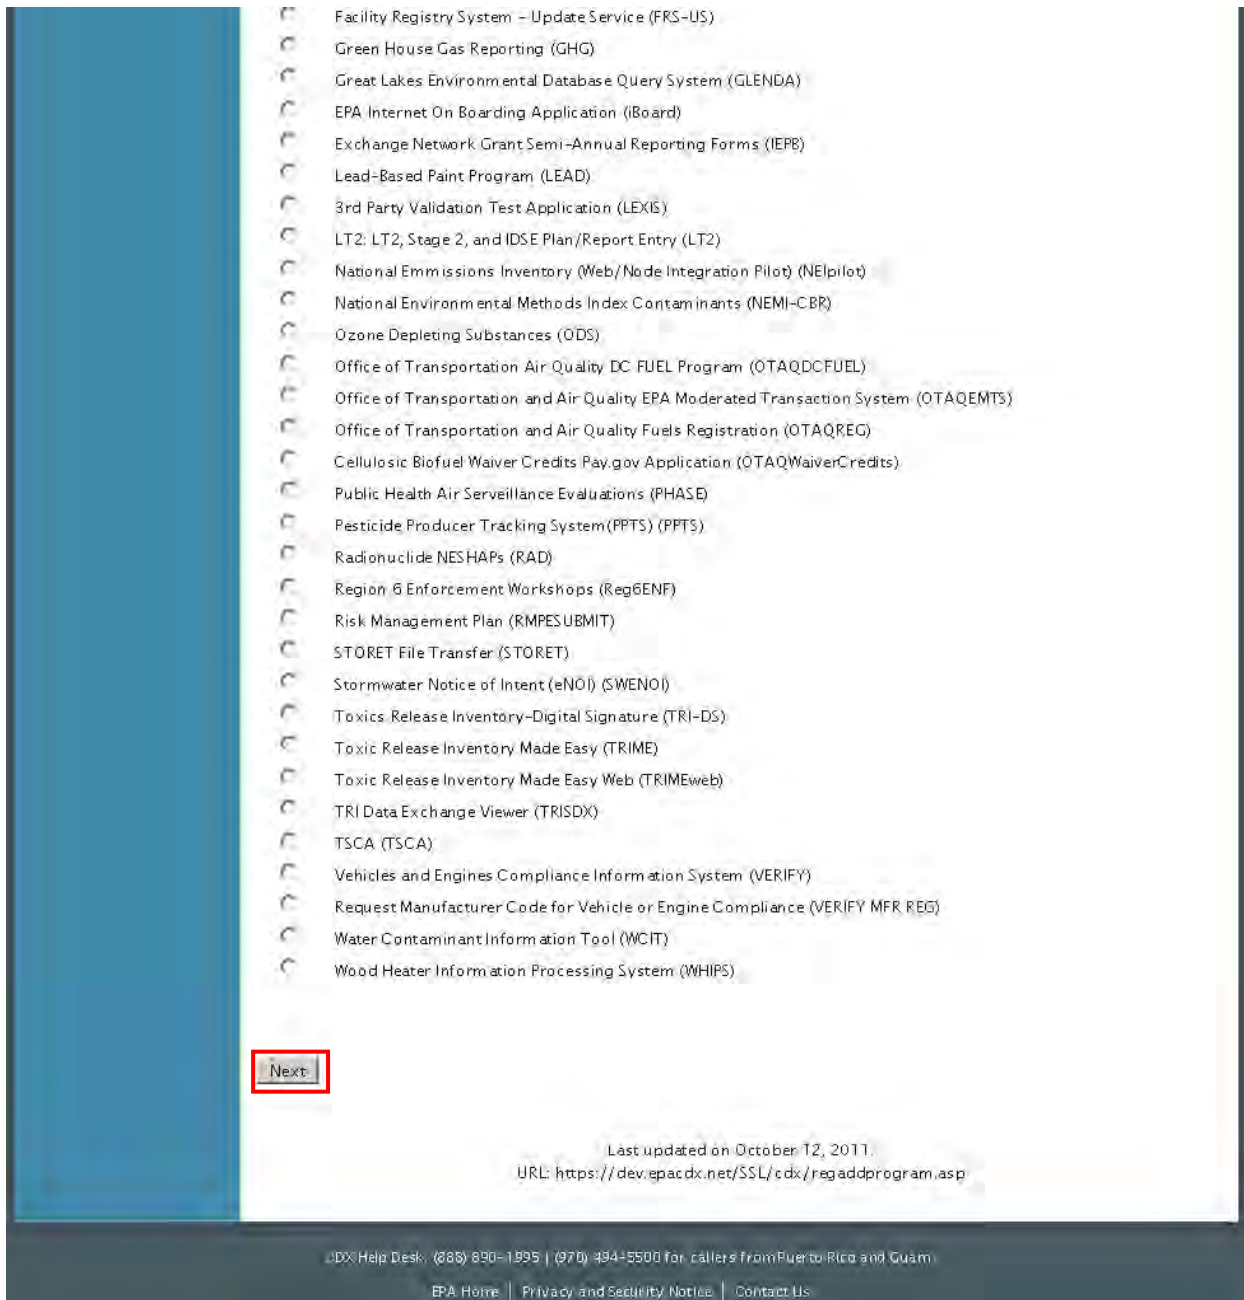 Facility Registry System - Update Service (FRS-US)
Green House Gas Reporting (GHG)
Great Lakes Environmental Database Query System (GLENDA)
EPA Internet On Boarding Application (iBoard)
Exchange Network Grant Semi-Annual Reporting Forms (IEPB)
Lead-Based Paint Program (LEAD)
3rd Party Validation Test Application (LEXIS)
LT2: LT2, Stage 2, and IDSE Plan/Report Entry (LT2)
National Emmissions Inventory (Web/Node Integration Pilot) (NEIpilot)
National Environmental Methods Index Contaminants (NEMI-CBR)
Ozone Depleting Substances (ODS)
Office of Transportation Air Quality DC FUEL Program (OTAQDCFUEL)
Office of Transportation and Air Quality EPA Moderated Transaction System (OTAQEMTS)
Office of Transportation and Air Quality Fuels Registration (OTAQREG)
Cellulosic Biofuel Waiver Credits Pay.gov Application (OTAQWaiverCredits)
Public Health Air Serveillance Evaluations (PHASE)
Pesticide Producer Tracking System(PPTS) (PPTS)
Radionuclide NESHAPs (RAD)
Region 6 Enforcement Workshops (Reg6ENF)
Risk Management Plan (RMPESUBMIT)
STORET File Transfer (STORET)
Stormwater Notice of Intent (eNOI) (SWENOI)
Toxics Release Inventory-Digital Signature (TRI-DS)
Toxic Release Inventory Made Easy (TRIME)
Toxic Release Inventory Made Easy Web (TRIMEweb)
TRI Data Exchange Viewer (TRISDX)
TSCA (TSCA)
Vehicles and Engines Compliance Information System (VERIFY)
Request Manufacturer Code for Vehicle or Engine Compliance (VERIFY MFR REG)
Water Contaminant Information Tool (WCIT)
Wood Heater Information Processing System (WHIPS)
Next
Last updated on October 12, 2011.
URL: https://dev.epacdx.net/SSL/cdx/regaddprogram.asp
CDX Help Desk: (888) 890-1995 | (970) 494-5500 for callers from Puerto Rico and Guam
EPA Home | Privacy and Security Notice | Contact Us